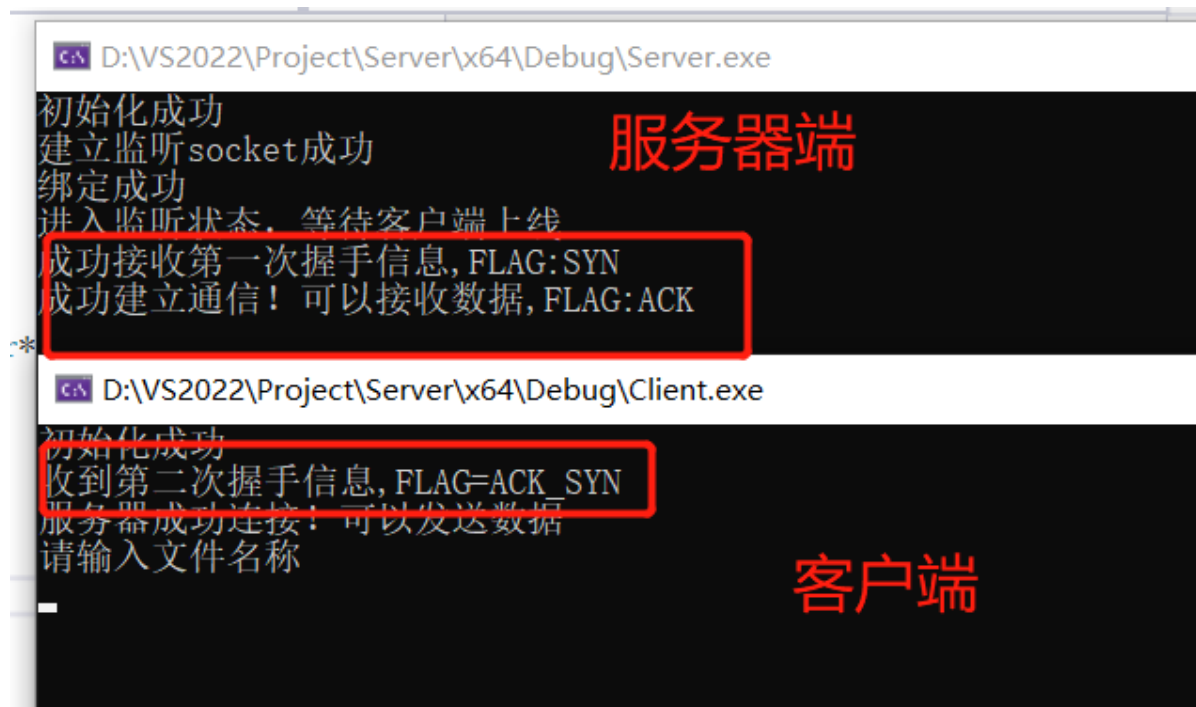 D:\VS2022\Project\Server\x64\Debug\Server.exe
初始化成功
服务器端
建立监听socket成功
绑定成功
进入监听状态，等待客户端上线
成功接收第一次握手信息,FLAG:SYN
成功建立通信！可以接收数据,FLAG:ACK
r*
D:\VS2022\Project\Server\x64\Debug\Client.exe
初始化成功
收到第二次握手信息,FLAG=ACK_SYN
服务器成功连接！可以发送数据
请输入文件名称
客户端